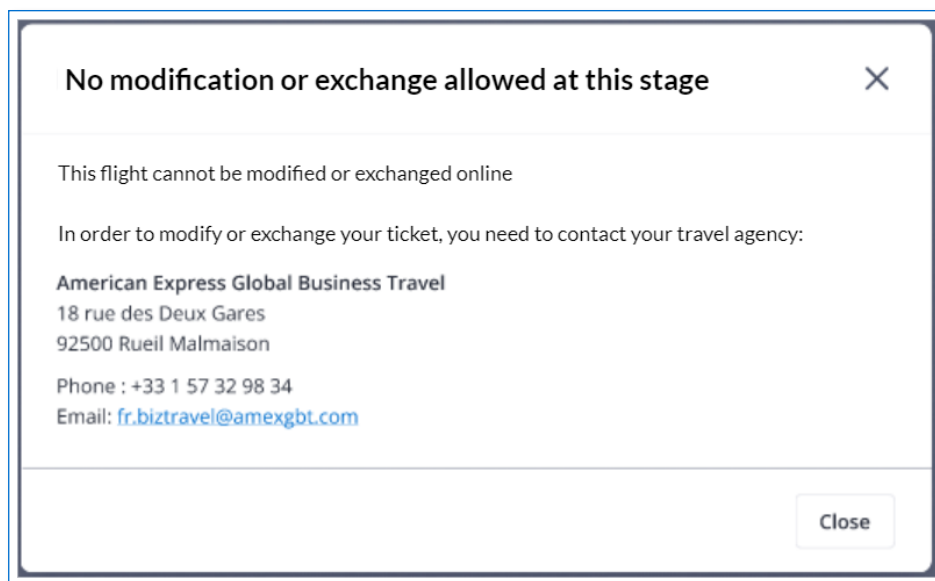 No modification or exchange allowed at this stage
This flight cannot be modified or exchanged online
In order to modify or exchange your ticket, you need to contact your travel agency:
American Express Global Business Travel
18 rue des Deux Gares
92500 Rueil Malmaison
Phone : +33 1 57 32 98 34
Email: fr.biztravel@amexgbt.com
Close